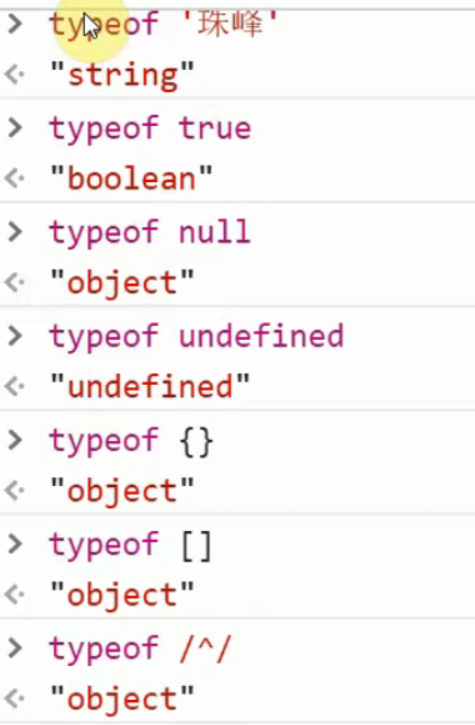 > typeof '珠峰'
<· "string"
> typeof true
<· "boolean"
> typeof null
<· "object"
> typeof undefined
<· "undefined"
> typeof {}
<· "object"
> typeof []
<· "object"
> typeof /^/
<· "object"